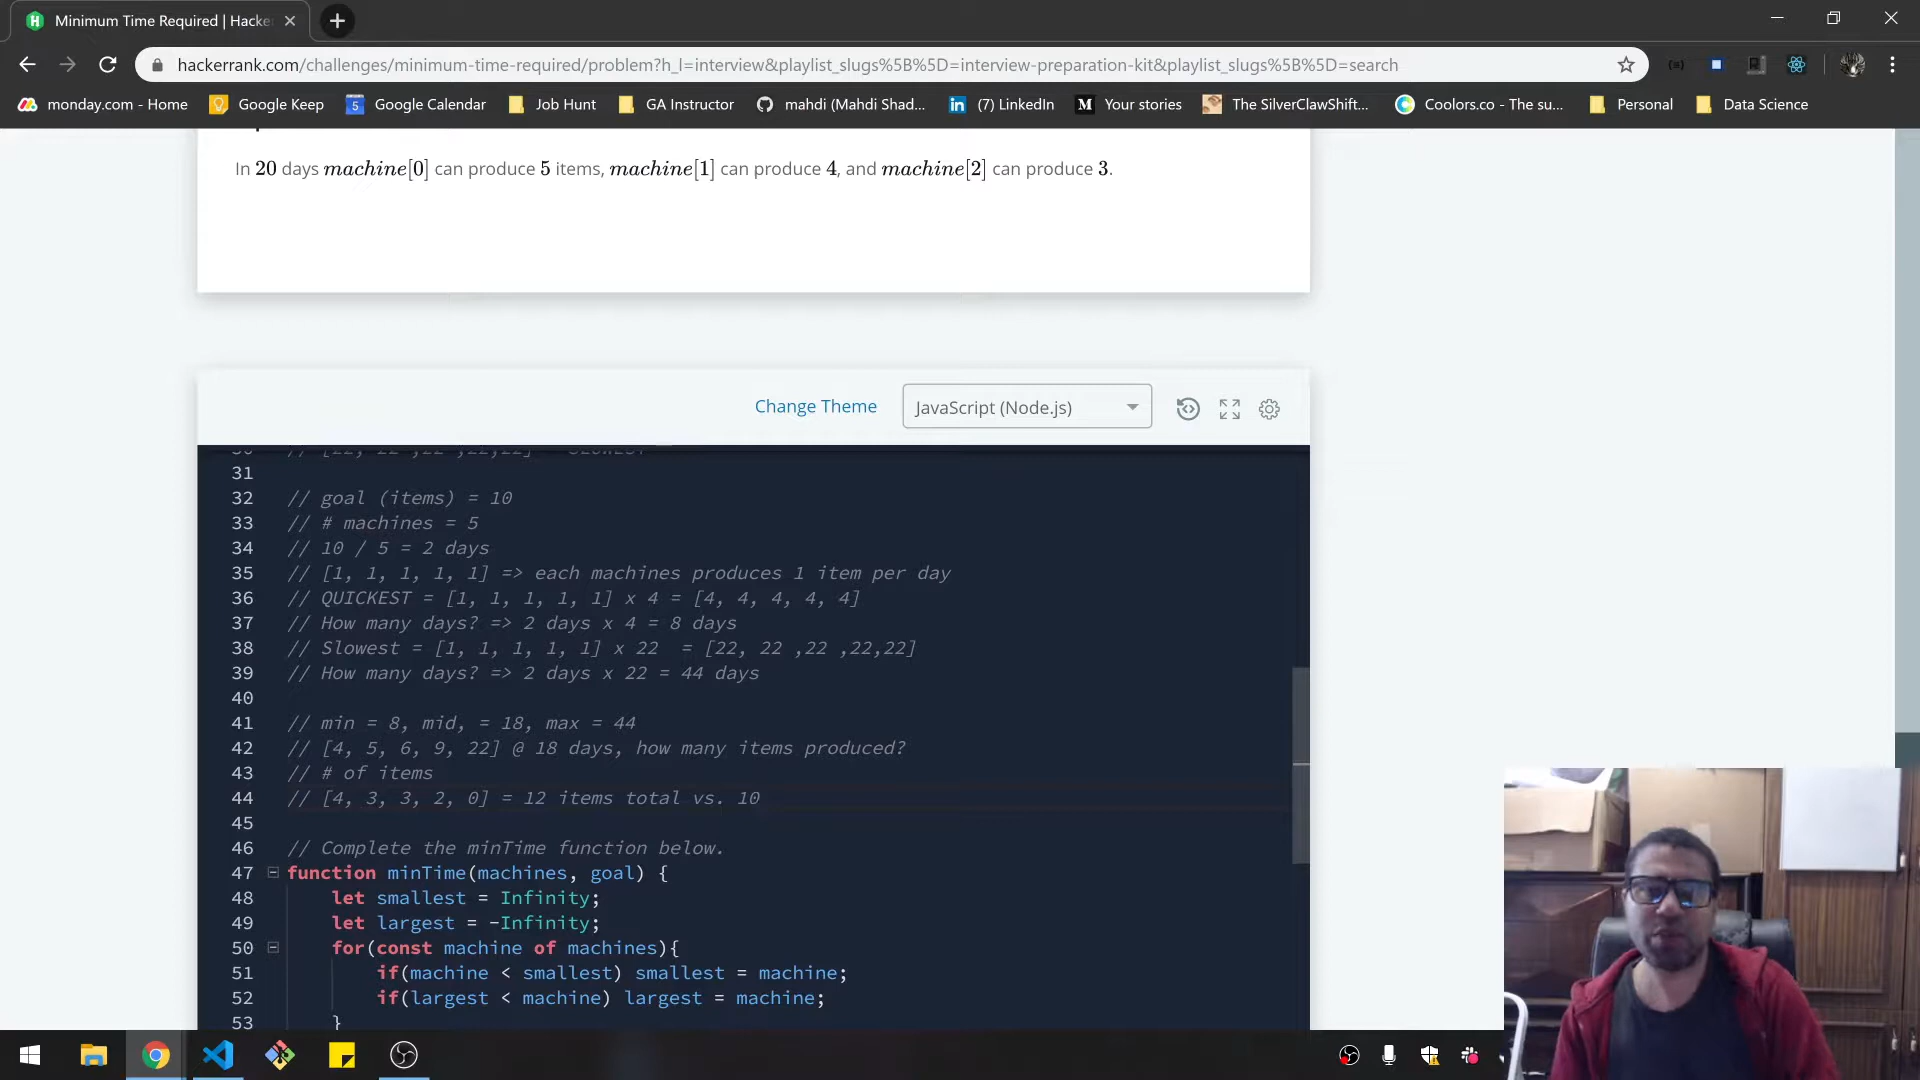 Minimum Time Required | Hacke
hackerrank.com/challenges/minimum-time-required/problem?h_l=interview&playlist_slugs%5B%5D=interview-preparation-kit&playlist_slugs%5B%5D=search
monday.com - Home Google Keep 5 Google Calendar Job Hunt GA Instructor mahdi (Mahdi Shad... (7) LinkedIn Your stories The SilverClawShift... Coolors.co - The su... Personal Data Science
In 20 days machine[0] can produce 5 items, machine[1] can produce 4, and machine[2] can produce 3.
Change Theme JavaScript (Node.js)
31
32 // goal (items) = 10
33 // # machines = 5
34 // 10 / 5 = 2 days
35 // [1, 1, 1, 1, 1] => each machines produces 1 item per day
36 // QUICKEST = [1, 1, 1, 1, 1] x 4 = [4, 4, 4, 4, 4]
37 // How many days? => 2 days x 4 = 8 days
38 // Slowest = [1, 1, 1, 1, 1] x 22  = [22, 22 ,22 ,22,22]
39 // How many days? => 2 days x 22 = 44 days
40
41 // min = 8, mid, = 18, max = 44
42 // [4, 5, 6, 9, 22] @ 18 days, how many items produced?
43 // # of items
44 // [4, 3, 3, 2, 0] = 12 items total vs. 10
45
46 // Complete the minTime function below.
47 function minTime(machines, goal) {
48 let smallest = Infinity;
49 let largest = -Infinity;
50 for(const machine of machines){
51 if(machine < smallest) smallest = machine;
52 if(largest < machine) largest = machine;
53 }